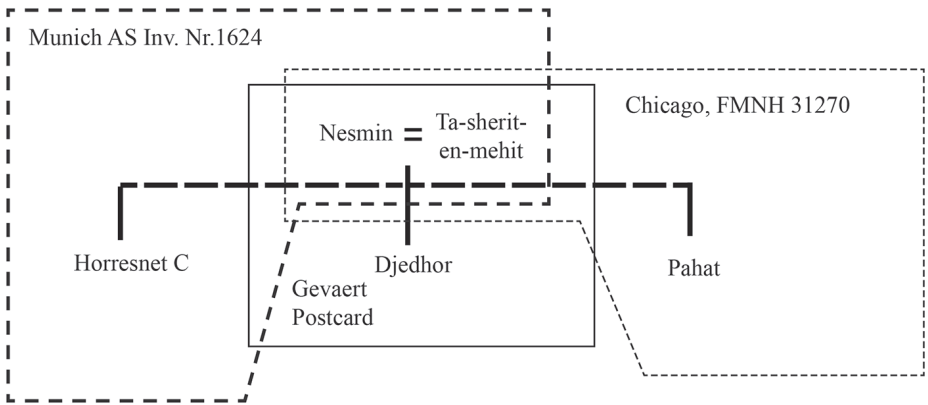 Munich AS Inv. Nr.1624
Chicago, FMNH 31270
Nesmin = Ta-sherit-
en-mehit
Horresnet C
Djedhor
Pahat
Gevaert
Postcard